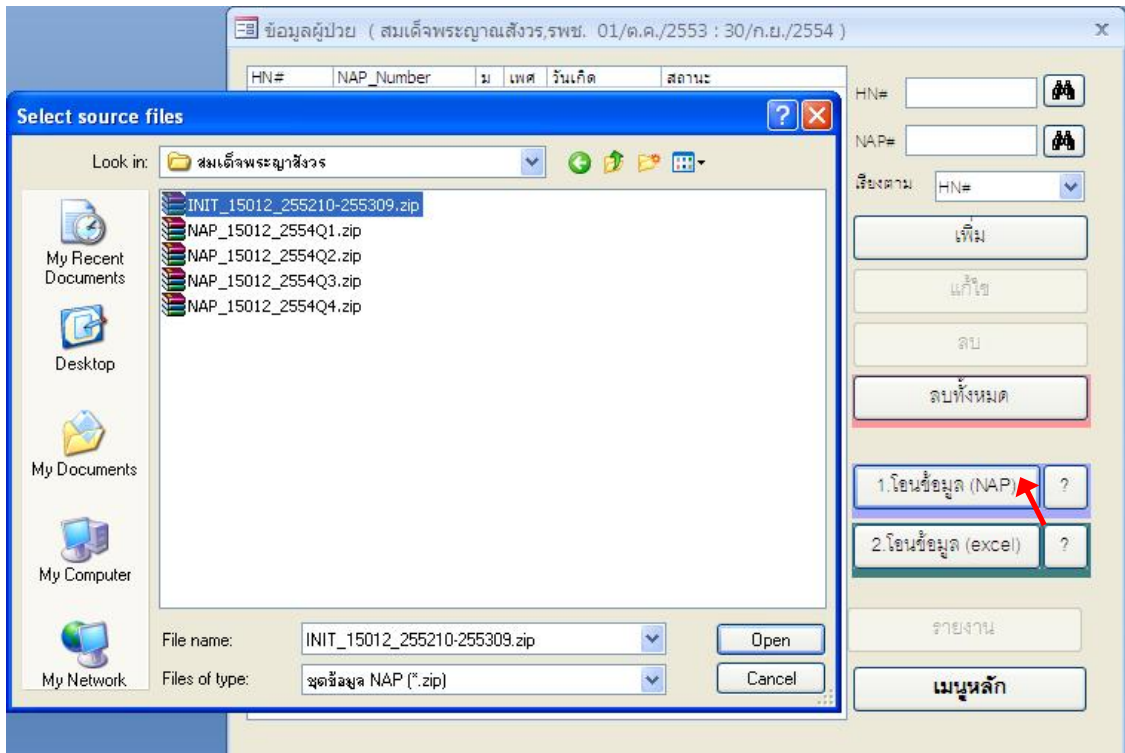 ข้อมูลผู้ป่วย ( สมเด็จพระญาณสังวร,รพช. 01/ต.ค./2553 : 30/ก.ย./2554 )
x
HN# NAP_Number ม เพศ วันเกิด สถานะ
HN#
NAP#
เรียงตาม HN#
เพิ่ม
แก้ไข
ลบ
ลบทั้งหมด
1.โอนข้อมูล (NAP) ?
2.โอนข้อมูล (excel) ?
รายงาน
เมนูหลัก
Select source files
?
Look in: สมเด็จพระญาสังวร
INIT_15012_255210-255309.zip
NAP_15012_2554Q1.zip
NAP_15012_2554Q2.zip
NAP_15012_2554Q3.zip
NAP_15012_2554Q4.zip
My Recent
Documents
Desktop
My Documents
My Computer
My Network
File name: INIT_15012_255210-255309.zip Open
Files of type: ชุดข้อมูล NAP (*.zip) Cancel